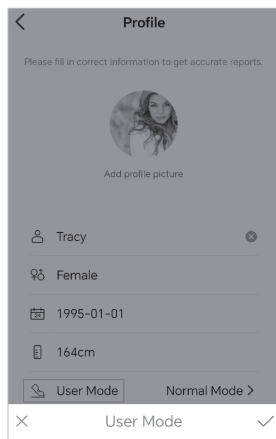 Profile
Please fill in correct information to get accurate reports.
Add profile picture
Tracy
Female
24
1995-01-01
164cm
User Mode Normal Mode >
User Mode